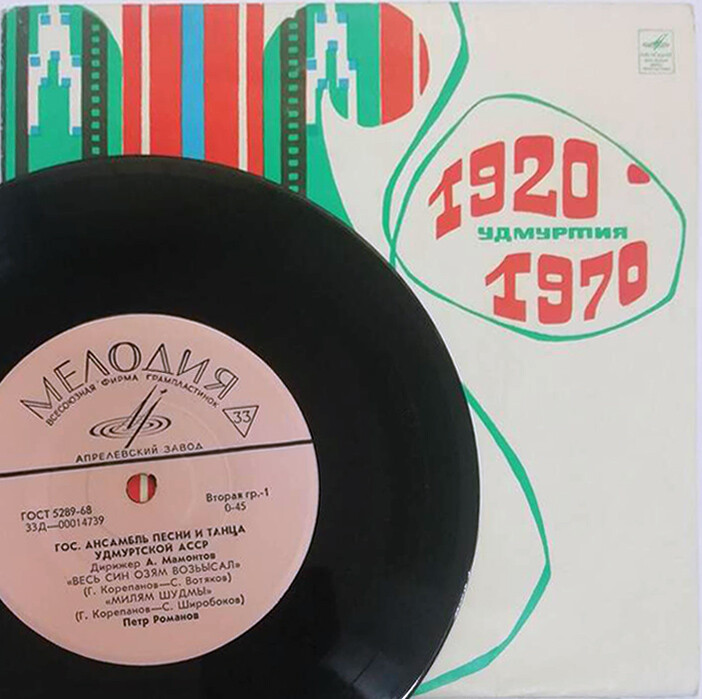 1920
УДМУРТИЯ
1970
МЕЛОДИЯ
ВСЕСОЮЗНАЯ ФИРМА ГРАМПЛАСТИНОК
33
АПРЕЛЕВСКИЙ ЗАВОД
ГОСТ 5289-68
33Д—00014739
Вторая гр.-1
0-45
ГОС. АНСАМБЛЬ ПЕСНИ И ТАНЦА
УДМУРТСКОЙ АССР
Дирижер А. Мамонтов
«ВЕСЬ СИН ОЗЯМ ВОЗЬЫСАЛ»
(Г. Корепанов—С. Вотяков)
«МИЛЯМ ШУДМЫ»
(Г. Корепанов—С. Широбоков)
Петр Романов